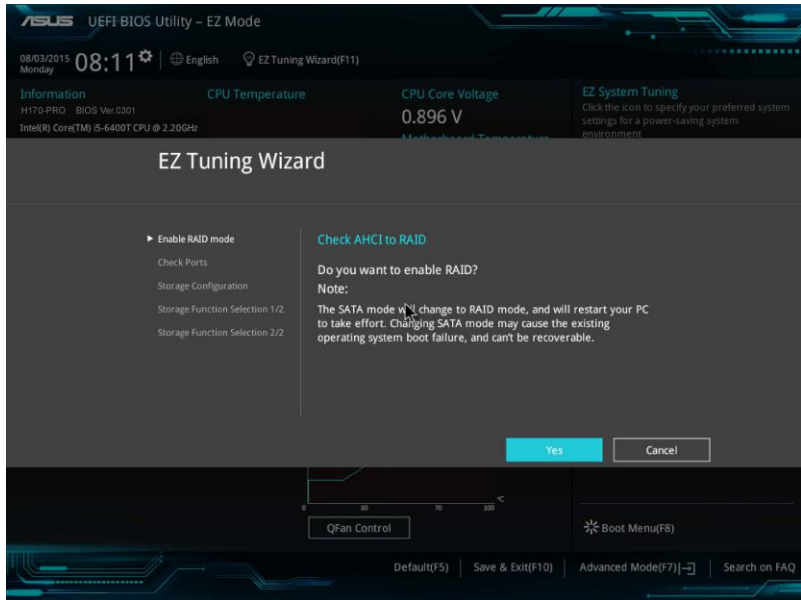 ASUS UEFI BIOS Utility – EZ Mode
08/03/2015
Monday
08:11
English
EZ Tuning Wizard(F11)
Information
H170-PRO BIOS Ver.0301
Intel(R) Core(TM) i5-6400T CPU @ 2.20GHz
CPU Temperature
CPU Core Voltage
0.896 V
Motherboard Temperature
EZ System Tuning
Click the icon to specify your preferred system
settings for a power-saving system
environment
EZ Tuning Wizard
Enable RAID mode
Check Ports
Storage Configuration
Storage Function Selection 1/2
Storage Function Selection 2/2
Check AHCI to RAID
Do you want to enable RAID?
Note:
The SATA mode will change to RAID mode, and will restart your PC
to take effort. Changing SATA mode may cause the existing
operating system boot failure, and can't be recoverable.
Yes
Cancel
0 30 70 100
°C
QFan Control
Boot Menu(F8)
Default(F5)
Save & Exit(F10)
Advanced Mode(F7)
Search on FAQ